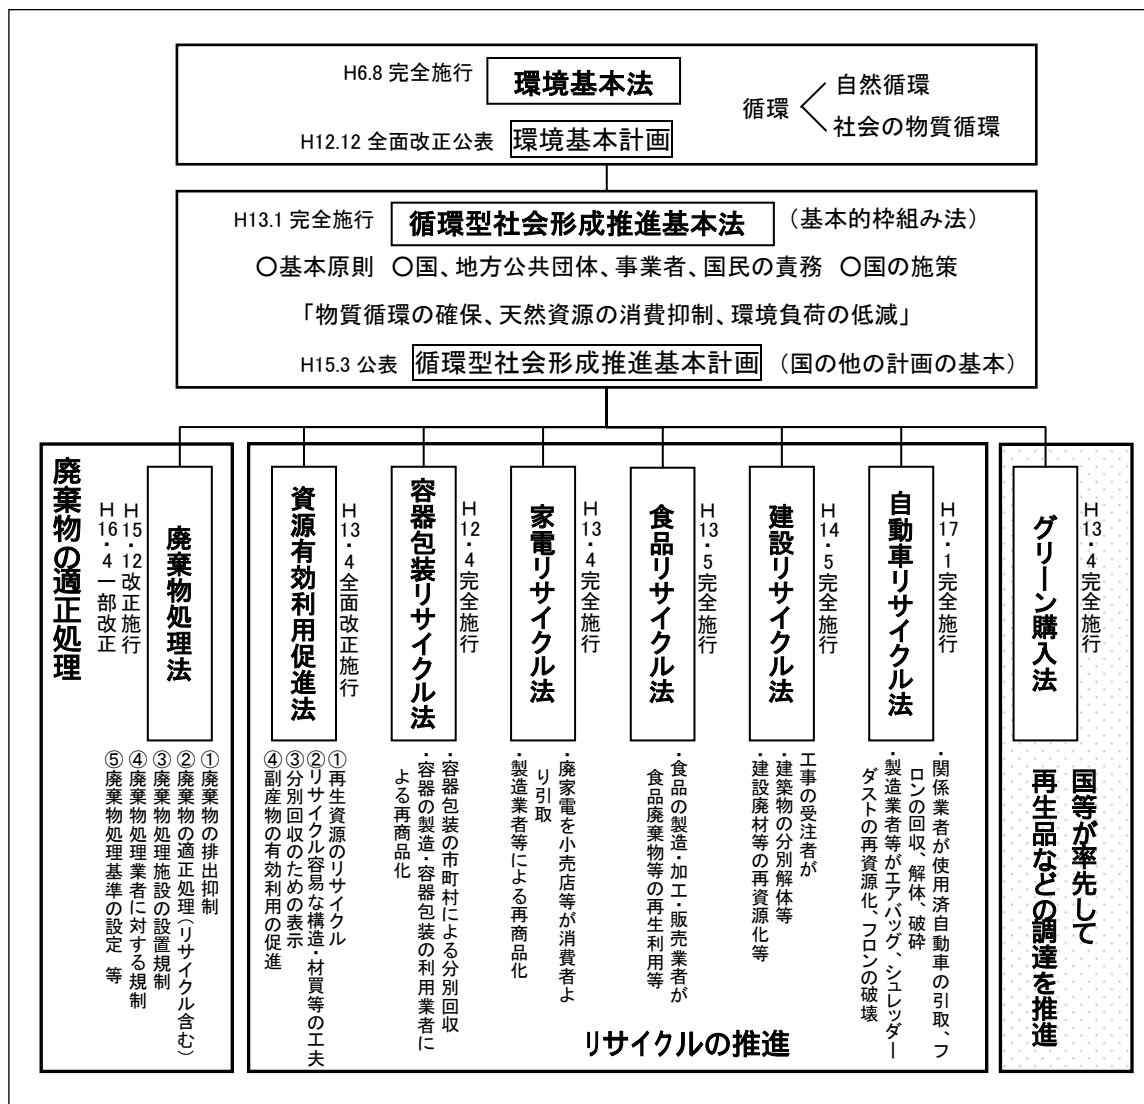 H6.8 完全施行 環境基本法
循環
自然循環
社会の物質循環
H12.12 全面改正公表 環境基本計画
H13.1 完全施行 循環型社会形成推進基本法 (基本的枠組み法)
〇基本原則 〇国、地方公共団体、事業者、国民の責務 〇国の施策
「物質循環の確保、天然資源の消費抑制、環境負荷の低減」
H15.3 公表 循環型社会形成推進基本計画 (国の他の計画の基本)
廃棄物の適正処理
廃棄物処理法
H15・12改正施行
H16・4一部改正
①廃棄物の排出抑制
②廃棄物の適正処理(リサイクル含む)
③廃棄物処理施設の設置規制
④廃棄物処理業者に対する規制
⑤廃棄物処理基準の設定 等
資源有効利用促進法
H13・4全面改正施行
①再生資源のリサイクル
②リサイクル容易な構造・材買等の工夫
③分別回収のための表示
④副産物の有効利用の促進
容器包装リサイクル法
H12・4完全施行
・容器包装の市町村による分別回収
・容器の製造・容器包装の利用業者に
よる再商品化
家電リサイクル法
H13・4完全施行
・廃家電を小売店等が消費者よ
り引取
・製造業者等による再商品化
食品リサイクル法
H13・5完全施行
・食品の製造・加工・販売業者が
食品廃棄物等の再生利用等
建設リサイクル法
H14・5完全施行
工事の受注者が
・建築物の分別解体等
・建設廃材等の再資源化等
自動車リサイクル法
H17・1完全施行
・関係業者が使用済自動車の引取、フ
ロンの回収、解体、破砕
・製造業者等がエアバッグ、シュレッダー
ダストの再資源化、フロンの破壊
リサイクルの推進
グリーン購入法
H13・4完全施行
国等が率先して
再生品などの調達を推進